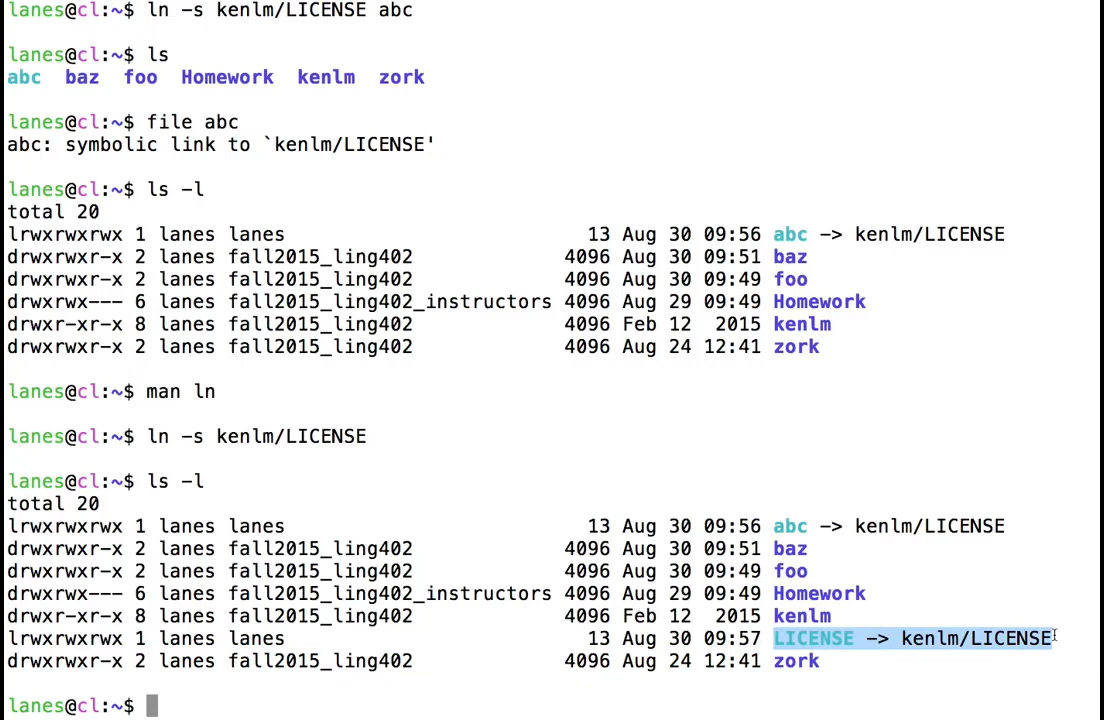 lanes@cl:~$ ln -s kenlm/LICENSE abc
lanes@cl:~$ ls
abc  baz  foo  Homework  kenlm  zork
lanes@cl:~$ file abc
abc: symbolic link to `kenlm/LICENSE'
lanes@cl:~$ ls -l
total 20
lrwxrwxrwx 1 lanes lanes                          13 Aug 30 09:56 abc -> kenlm/LICENSE
drwxrwxr-x 2 lanes fall2015_ling402             4096 Aug 30 09:51 baz
drwxrwxr-x 2 lanes fall2015_ling402             4096 Aug 30 09:49 foo
drwxrwx--- 6 lanes fall2015_ling402_instructors 4096 Aug 29 09:49 Homework
drwxr-xr-x 8 lanes fall2015_ling402             4096 Feb 12  2015 kenlm
drwxrwxr-x 2 lanes fall2015_ling402             4096 Aug 24 12:41 zork
lanes@cl:~$ man ln
lanes@cl:~$ ln -s kenlm/LICENSE
lanes@cl:~$ ls -l
total 20
lrwxrwxrwx 1 lanes lanes                          13 Aug 30 09:56 abc -> kenlm/LICENSE
drwxrwxr-x 2 lanes fall2015_ling402             4096 Aug 30 09:51 baz
drwxrwxr-x 2 lanes fall2015_ling402             4096 Aug 30 09:49 foo
drwxrwx--- 6 lanes fall2015_ling402_instructors 4096 Aug 29 09:49 Homework
drwxr-xr-x 8 lanes fall2015_ling402             4096 Feb 12  2015 kenlm
lrwxrwxrwx 1 lanes lanes                          13 Aug 30 09:57 LICENSE -> kenlm/LICENSE
drwxrwxr-x 2 lanes fall2015_ling402             4096 Aug 24 12:41 zork
lanes@cl:~$